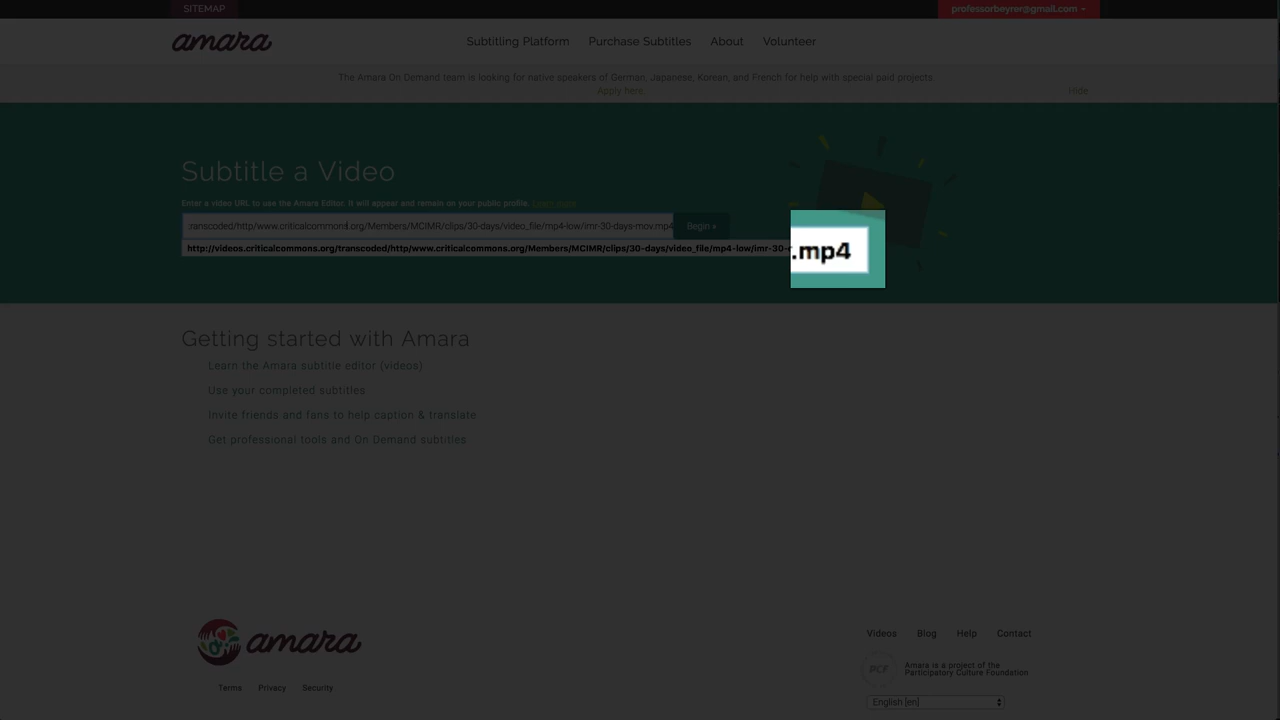 SITEMAP
professorbeyrer@gmail.com
amara
Subtitling Platform Purchase Subtitles About Volunteer
The Amara On Demand team is looking for native speakers of German, Japanese, Korean, and French for help with special paid projects.
Apply here.
Hide
Subtitle a Video
Enter a video URL to use the Amara Editor. It will appear and remain on your public profile. Learn more
:ranscoded/http/www.criticalcommons.org/Members/MCIMR/clips/30-days/video_file/mp4-low/imr-30-days-mov.mp4
Begin »
http://videos.criticalcommons.org/transcoded/http/www.criticalcommons.org/Members/MCIMR/clips/30-days/video_file/mp4-low/imr-30-
.mp4
Getting started with Amara
Learn the Amara subtitle editor (videos)
Use your completed subtitles
Invite friends and fans to help caption & translate
Get professional tools and On Demand subtitles
amara
Terms Privacy Security
Videos Blog Help Contact
PCF
Amara is a project of the
Participatory Culture Foundation
English [en]